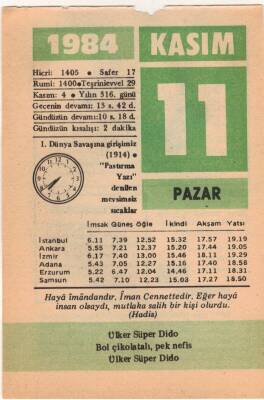 1984 KASIM
Hicri: 1405 • Safer 17
Rumi: 1400•Teşrinievvel 29
Kasım: 4 • Yılın 316. günü
Gecenin devamı: 13 s. 42 d.
Gündüzün devamı:10 s. 18 d.
Gündüzün kısalışı: 2 dakika
11
PAZAR
1. Dünya Savaşına girişimiz
(1914) •
"Pastırma
Yazı"
denilen
mevsimsiz
sıcaklar
İmsak Güneş Öğle İkindi Akşam Yatsı
İstanbul 6.11 7.39 12.52 15.32 17.57 19.19
Ankara 5.55 7.21 12.37 15.20 17.44 19.05
İzmir 6.17 7.40 13.00 15.46 18.11 19.29
Adana 5.43 7.05 12.27 15.16 17.40 18.58
Erzurum 5.22 6.47 12.04 14.46 17.11 18.31
Samsun 5.42 7.10 12.23 15.03 17.27 18.50
Hayâ îmândandır. İman Cennettedir. Eğer hayâ
insan olsaydı, mutlaka salih bir kişi olurdu.
(Hadis)
Ülker Süper Dido
Bol çikolatalı, pek nefis
Ülker Süper Dido